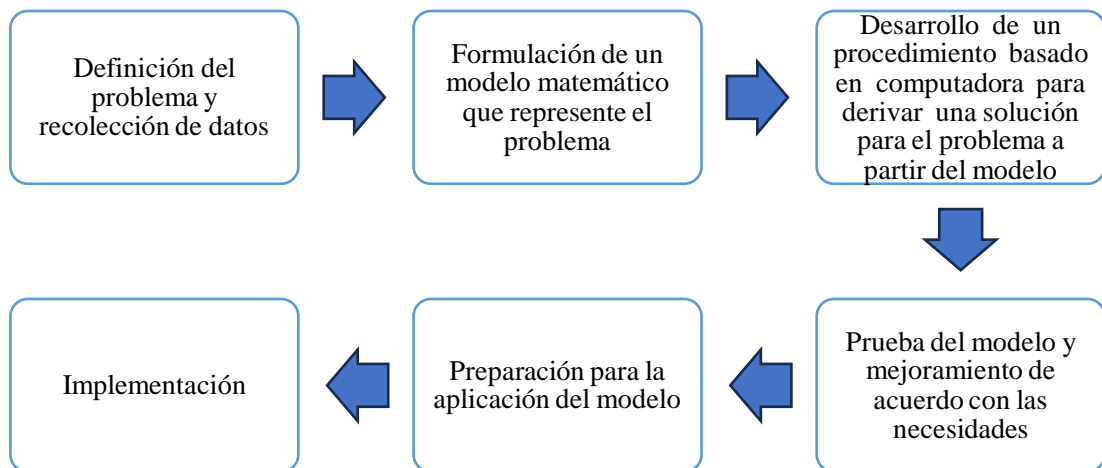 Definición del
problema y
recolección de datos
Formulación de un
modelo matemático
que represente el
problema
Desarrollo de un
procedimiento basado
en computadora para
derivar una solución
para el problema a
partir del modelo
Prueba del modelo y
mejoramiento de
acuerdo con las
necesidades
Preparación para la
aplicación del modelo
Implementación